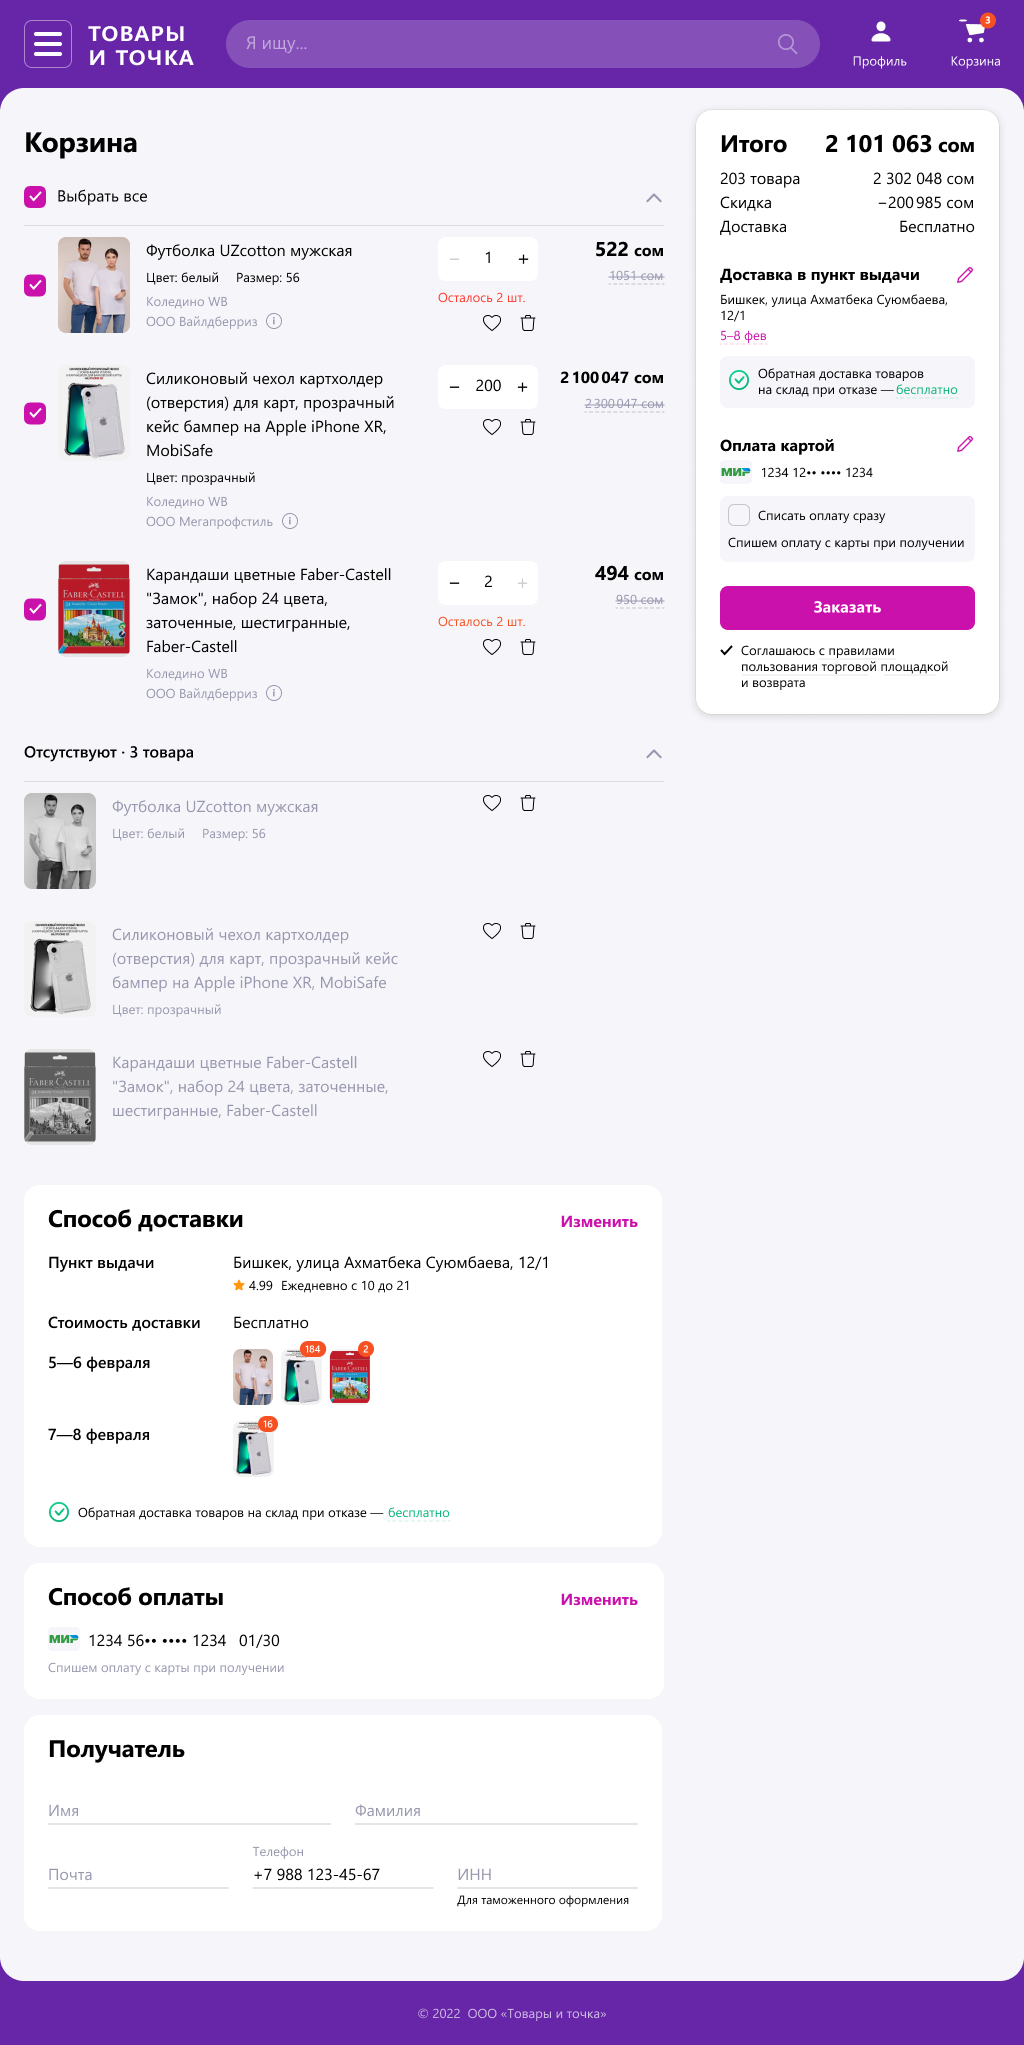 ТОВАРЫ
И ТОЧКА
Я ищу...
Профиль
3
Корзина
Корзина
Выбрать все
Футболка UZcotton мужская
Цвет: белый Размер: 56
Коледино WB
ООО Вайлдберриз
1
Осталось 2 шт.
522 сом
1051 сом
Силиконовый чехол картхолдер
(отверстия) для карт, прозрачный
кейс бампер на Apple iPhone XR,
MobiSafe
Цвет: прозрачный
Коледино WB
ООО Мегапрофстиль
200
2 100 047 сом
2 300 047 сом
FABER-CASTELL
Карандаши цветные Faber-Castell
"Замок", набор 24 цвета,
заточенные, шестигранные,
Faber-Castell
Коледино WB
ООО Вайлдберриз
2
Осталось 2 шт.
494 сом
950 сом
Итого 2 101 063 сом
203 товара 2 302 048 сом
Скидка −200 985 сом
Доставка Бесплатно
Доставка в пункт выдачи
Бишкек, улица Ахматбека Суюмбаева,
12/1
5–8 фев
Обратная доставка товаров
на склад при отказе — бесплатно
Оплата картой
МИР 1234 12•• •••• 1234
Списать оплату сразу
Спишем оплату с карты при получении
Заказать
Соглашаюсь с правилами
пользования торговой площадкой
и возврата
Отсутствуют · 3 товара
Футболка UZcotton мужская
Цвет: белый Размер: 56
Силиконовый чехол картхолдер
(отверстия) для карт, прозрачный кейс
бампер на Apple iPhone XR, MobiSafe
Цвет: прозрачный
FABER-CASTELL
Карандаши цветные Faber-Castell
"Замок", набор 24 цвета, заточенные,
шестигранные, Faber-Castell
Способ доставки Изменить
Пункт выдачи Бишкек, улица Ахматбека Суюмбаева, 12/1
4.99 Ежедневно с 10 до 21
Стоимость доставки Бесплатно
5—6 февраля
184
2
FABER-CASTELL
7—8 февраля
16
Обратная доставка товаров на склад при отказе — бесплатно
Способ оплаты Изменить
МИР 1234 56•• •••• 1234 01/30
Спишем оплату с карты при получении
Получатель
Имя
Фамилия
Почта
Телефон
+7 988 123-45-67
ИНН
Для таможенного оформления
© 2022 ООО «Товары и точка»